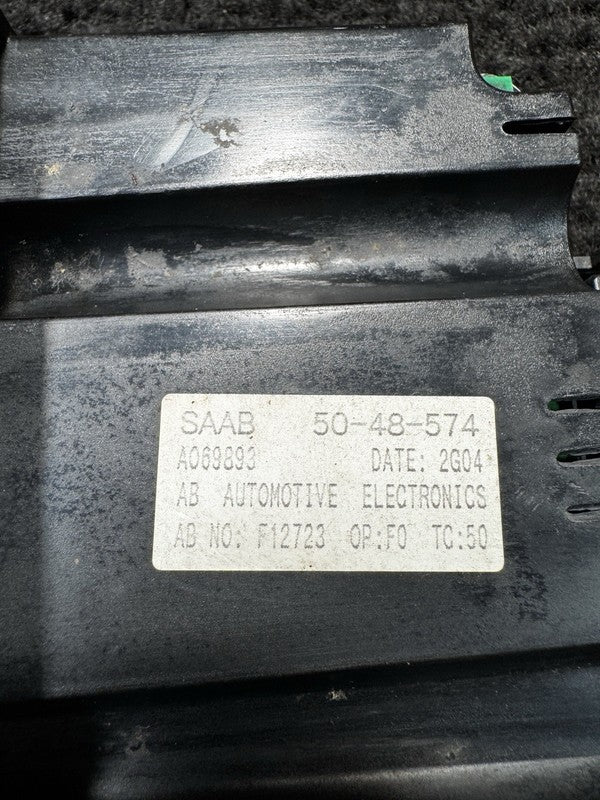 SAAB 50-48-574
A069893 DATE: 2G04
AB AUTOMOTIVE ELECTRONICS
AB NO: F12723 OP:F0 TC:50